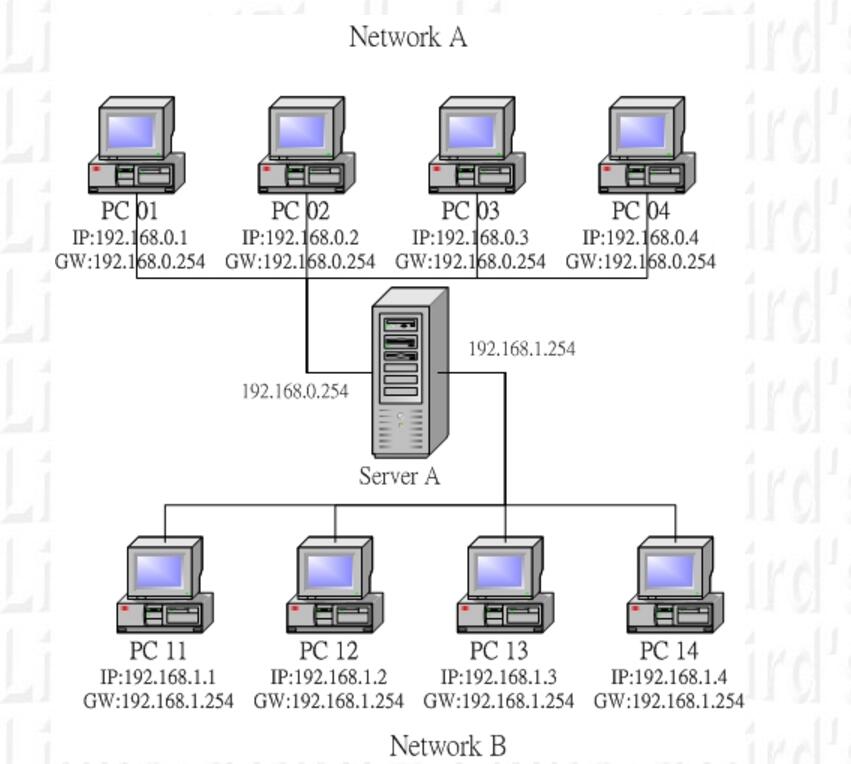 Network A
PC 01
IP:192.168.0.1
GW:192.168.0.254
PC 02
IP:192.168.0.2
GW:192.168.0.254
PC 03
IP:192.168.0.3
GW:192.168.0.254
PC 04
IP:192.168.0.4
GW:192.168.0.254
192.168.1.254
192.168.0.254
Server A
PC 11
IP:192.168.1.1
GW:192.168.1.254
PC 12
IP:192.168.1.2
GW:192.168.1.254
PC 13
IP:192.168.1.3
GW:192.168.1.254
PC 14
IP:192.168.1.4
GW:192.168.1.254
Network B